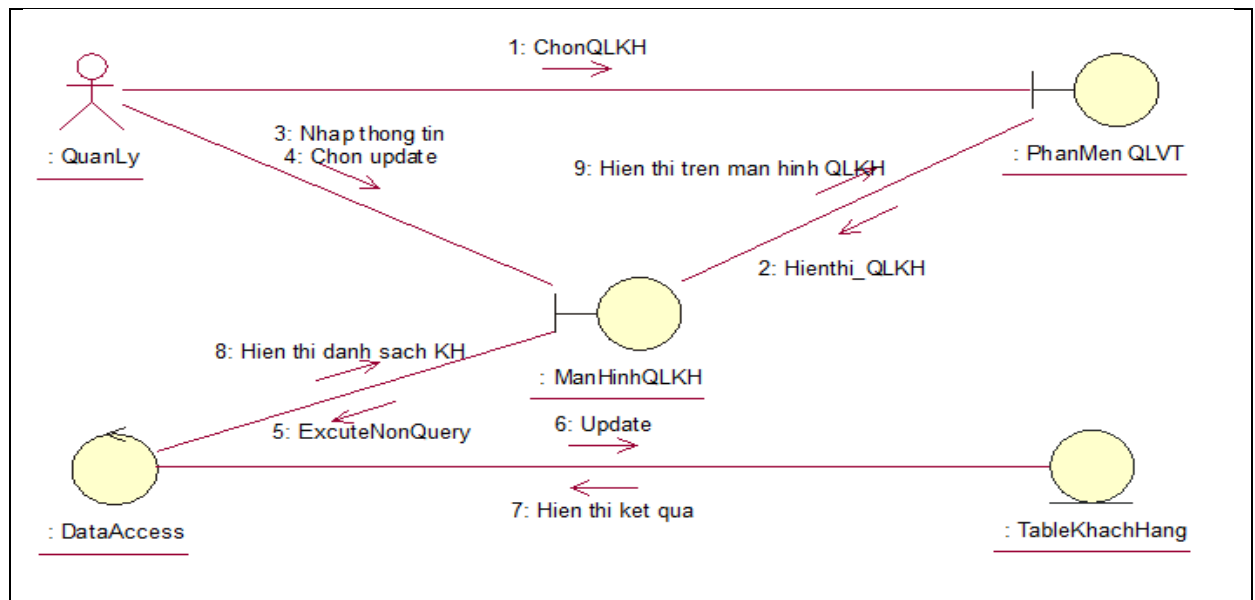 1: ChonQLKH
: QuanLy
: PhanMen QLVT
3: Nhap thong tin
4: Chon update
9: Hien thi tren man hinh QLKH
2: Hienthi_QLKH
: ManHinhQLKH
8: Hien thi danh sach KH
5: ExcuteNonQuery
6: Update
7: Hien thi ket qua
: DataAccess
: TableKhachHang